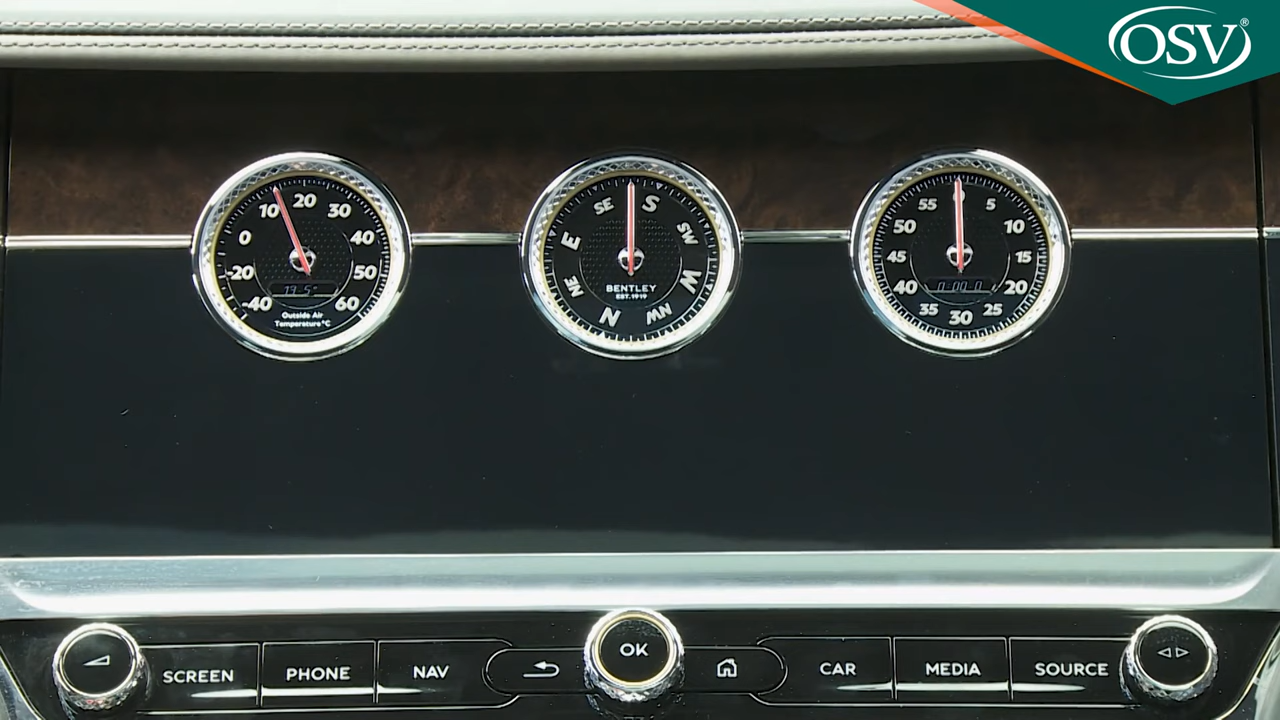 OSV®
10 20 30
0 40
-20 50
-40 60
Outside Air
Temperature°C
SE S
E SW
NE W
N NW
BENTLEY
EST.1919
55 0 5
50 10
45 15
40 20
35 30 25
SCREEN PHONE NAV OK CAR MEDIA SOURCE